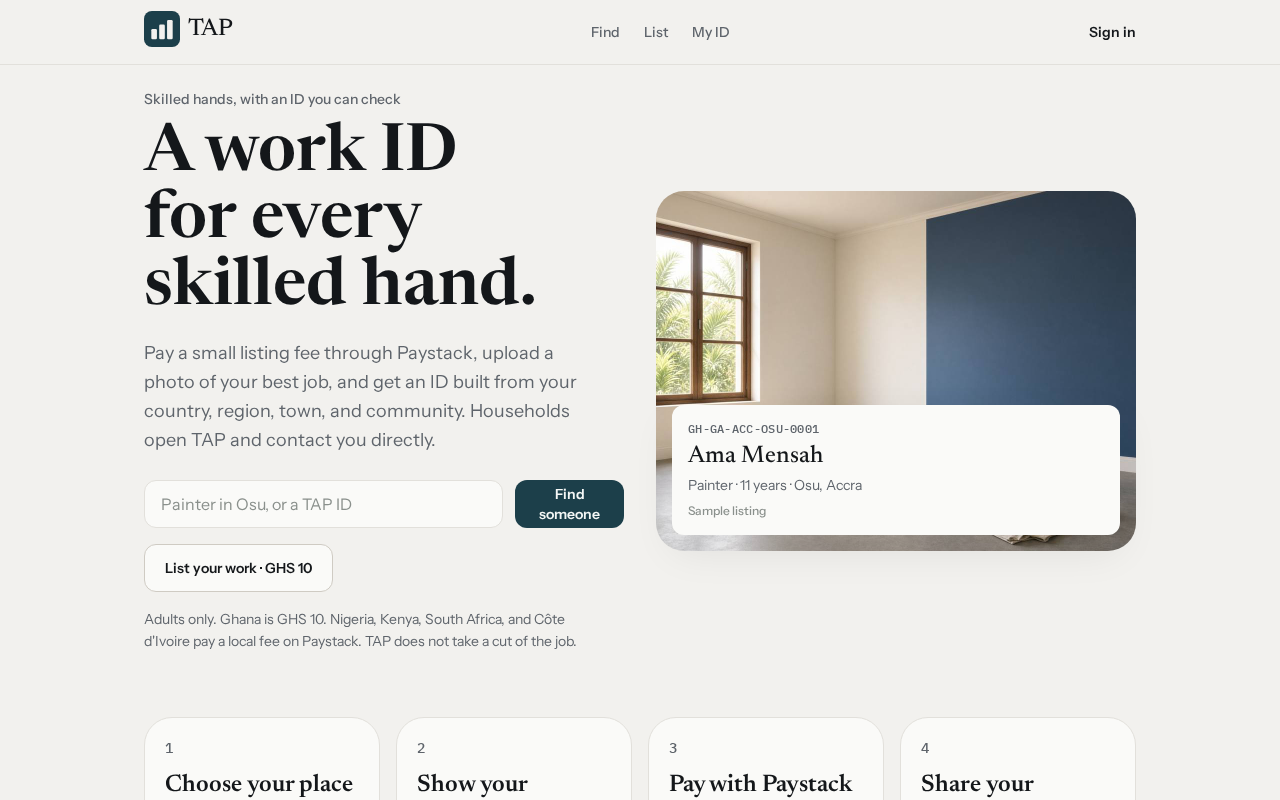 TAP
Find
List
My ID
Sign in
Skilled hands, with an ID you can check
A work ID
for every
skilled hand.
Pay a small listing fee through Paystack, upload a
photo of your best job, and get an ID built from your
country, region, town, and community. Households
open TAP and contact you directly.
Painter in Osu, or a TAP ID
Find
someone
List your work · GHS 10
Adults only. Ghana is GHS 10. Nigeria, Kenya, South Africa, and Côte
d'Ivoire pay a local fee on Paystack. TAP does not take a cut of the job.
GH-GA-ACC-OSU-0001
Ama Mensah
Painter · 11 years · Osu, Accra
Sample listing
1
Choose your place
2
Show your
3
Pay with Paystack
4
Share your